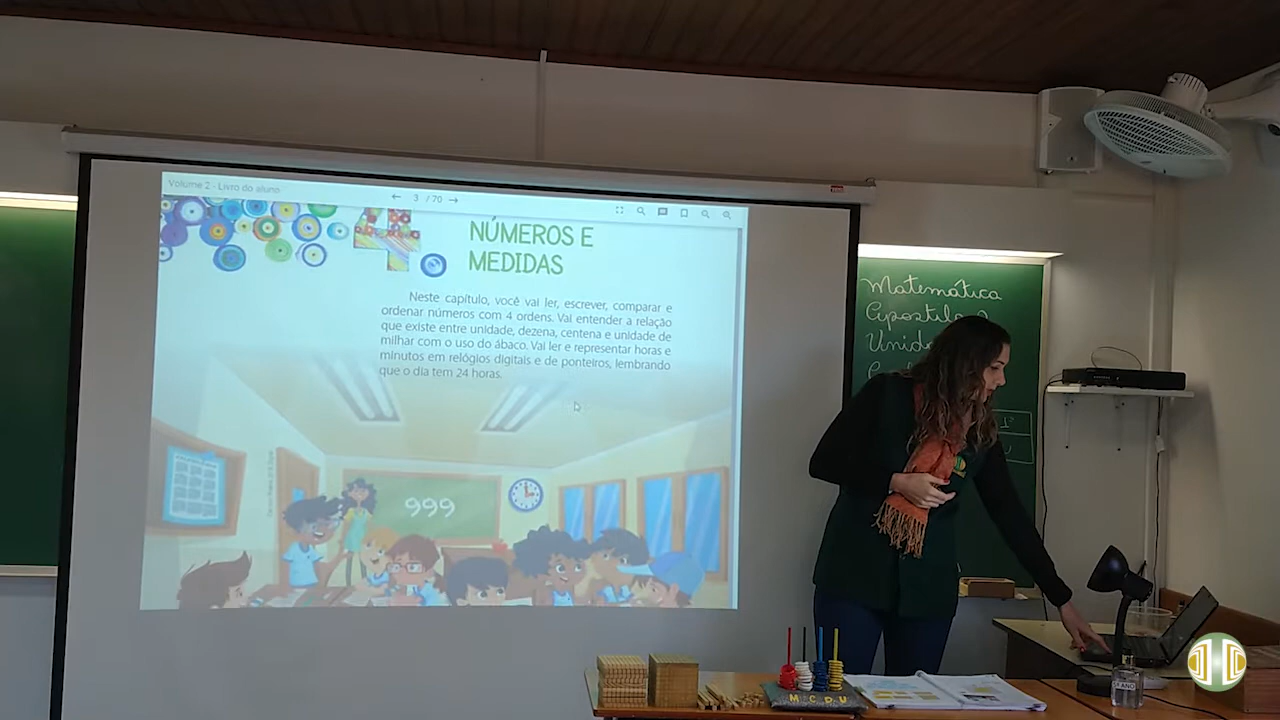 Volume 2 - Livro do aluno
3 / 70
4.
NÚMEROS E
MEDIDAS
Neste capítulo, você vai ler, escrever, comparar e
ordenar números com 4 ordens. Vai entender a relação
que existe entre unidade, dezena, centena e unidade de
milhar com o uso do ábaco. Vai ler e representar horas e
minutos em relógios digitais e de ponteiros, lembrando
que o dia tem 24 horas.
999
Matemática
Apostila 2
M C D U